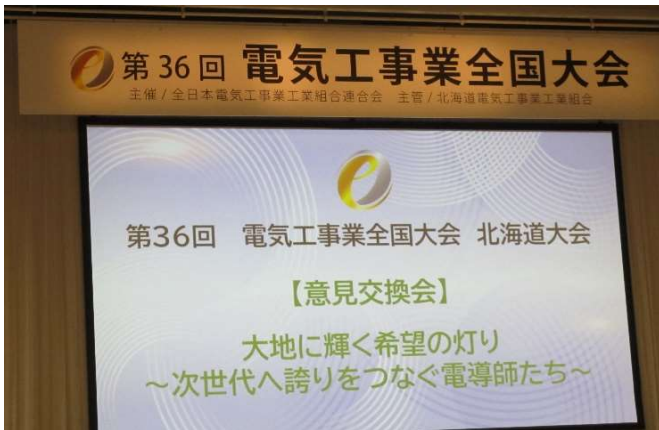 第36回 電気工事業全国大会
主催/全日本電気工事業工業組合連合会 主管/北海道電気工事業工業組合
第36回 電気工事業全国大会 北海道大会
【意見交換会】
大地に輝く希望の灯り
~次世代へ誇りをつなぐ電導師たち~